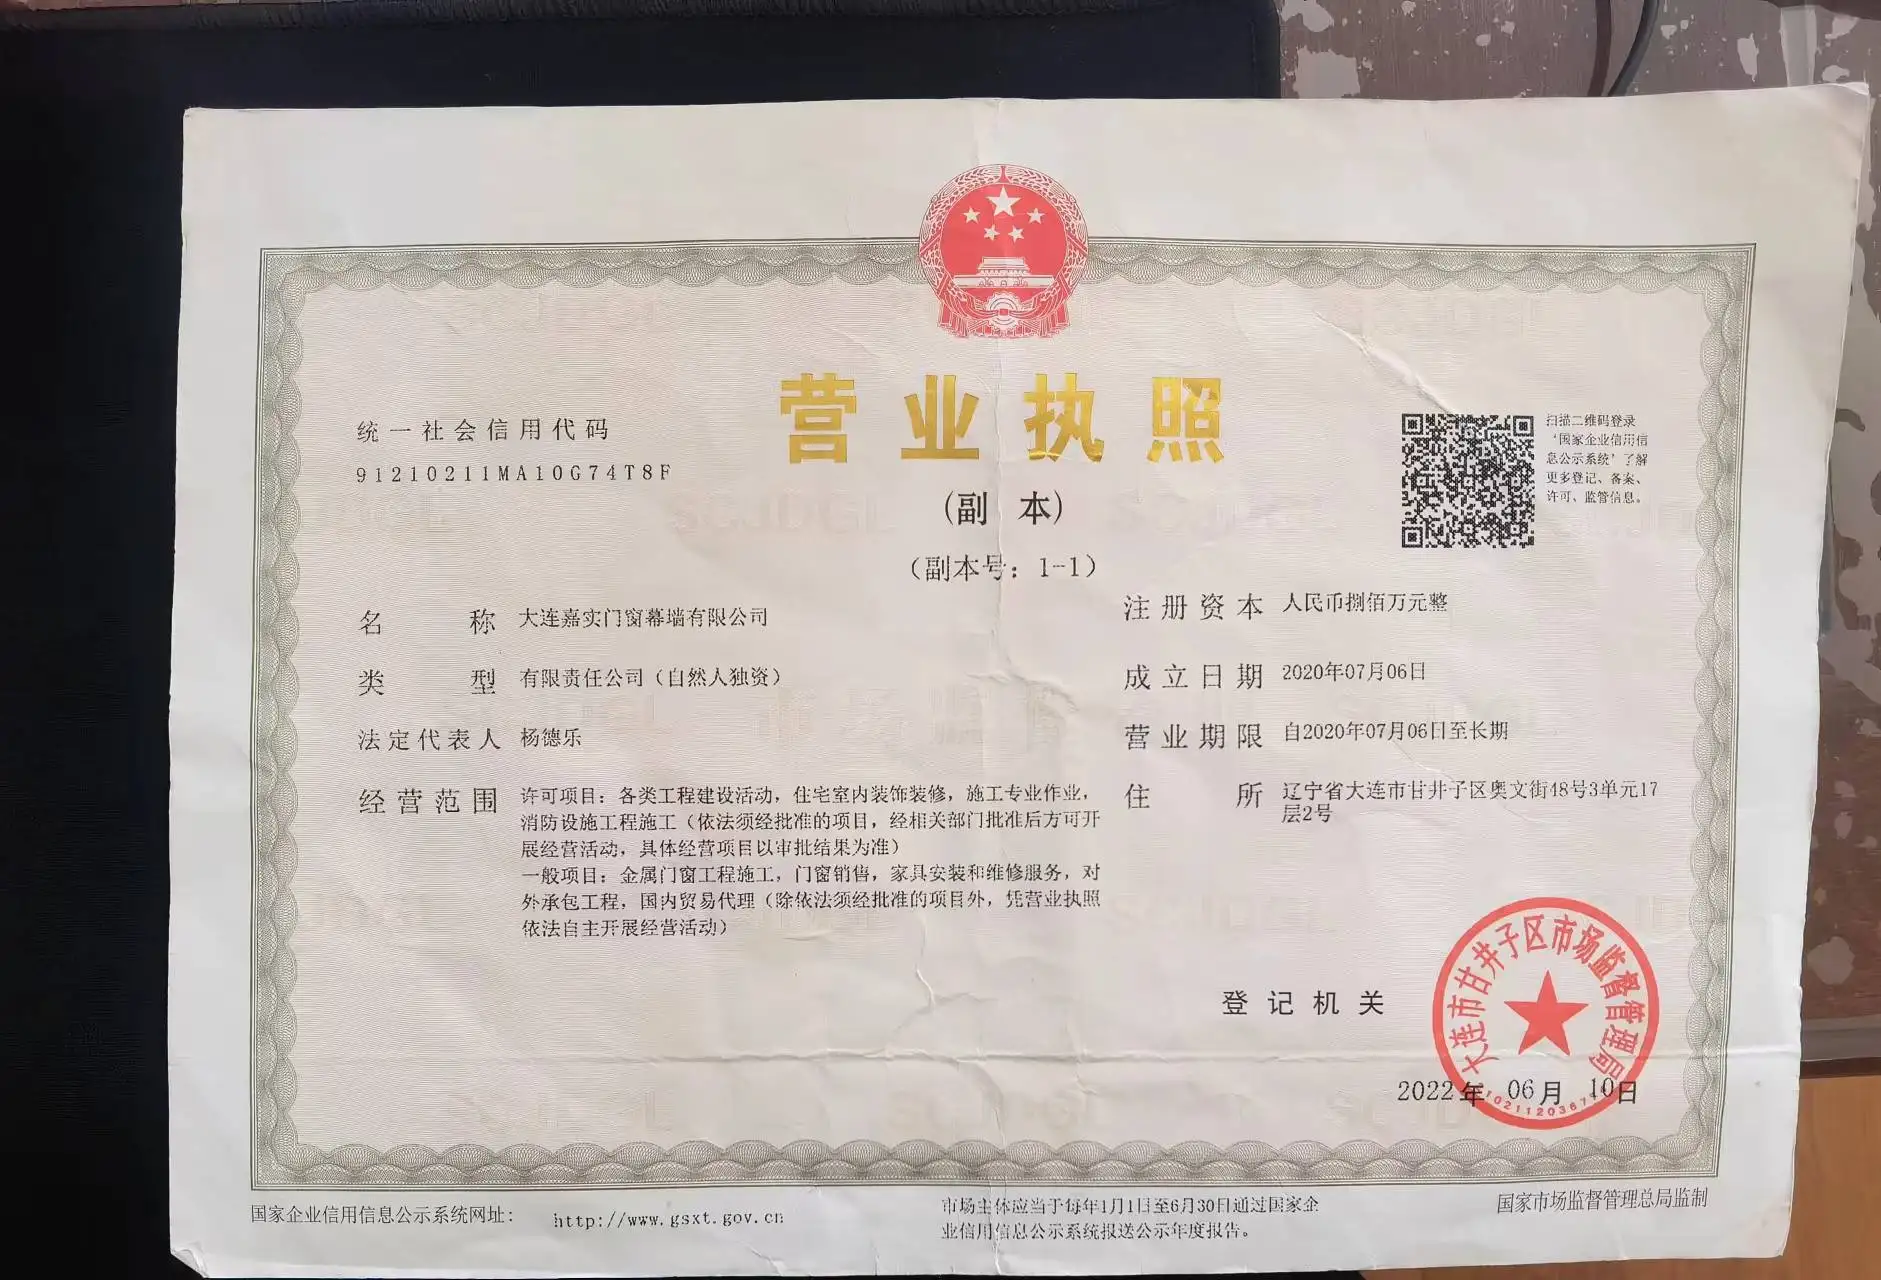 营业执照
(副 本)
（副本号：1-1）
统一社会信用代码
91210211MA10G74T8F
扫描二维码登录
‘国家企业信用信
息公示系统’了解
更多登记、备案、
许可、监管信息。
名 称 大连嘉实门窗幕墙有限公司
类 型 有限责任公司（自然人独资）
法定代表人 杨德乐
经营范围 许可项目：各类工程建设活动，住宅室内装饰装修，施工专业作业，
消防设施工程施工（依法须经批准的项目，经相关部门批准后方可开
展经营活动，具体经营项目以审批结果为准）
一般项目：金属门窗工程施工，门窗销售，家具安装和维修服务，对
外承包工程，国内贸易代理（除依法须经批准的项目外，凭营业执照
依法自主开展经营活动）
注册资本 人民币捌佰万元整
成立日期 2020年07月06日
营业期限 自2020年07月06日至长期
住 所 辽宁省大连市甘井子区奥文街48号3单元17
层2号
登记机关
大连市甘井子区市场监督管理局
2022年 06月 10日
国家企业信用信息公示系统网址： http://www.gsxt.gov.cn
市场主体应当于每年1月1日至6月30日通过国家企
业信用信息公示系统报送公示年度报告。
国家市场监督管理总局监制